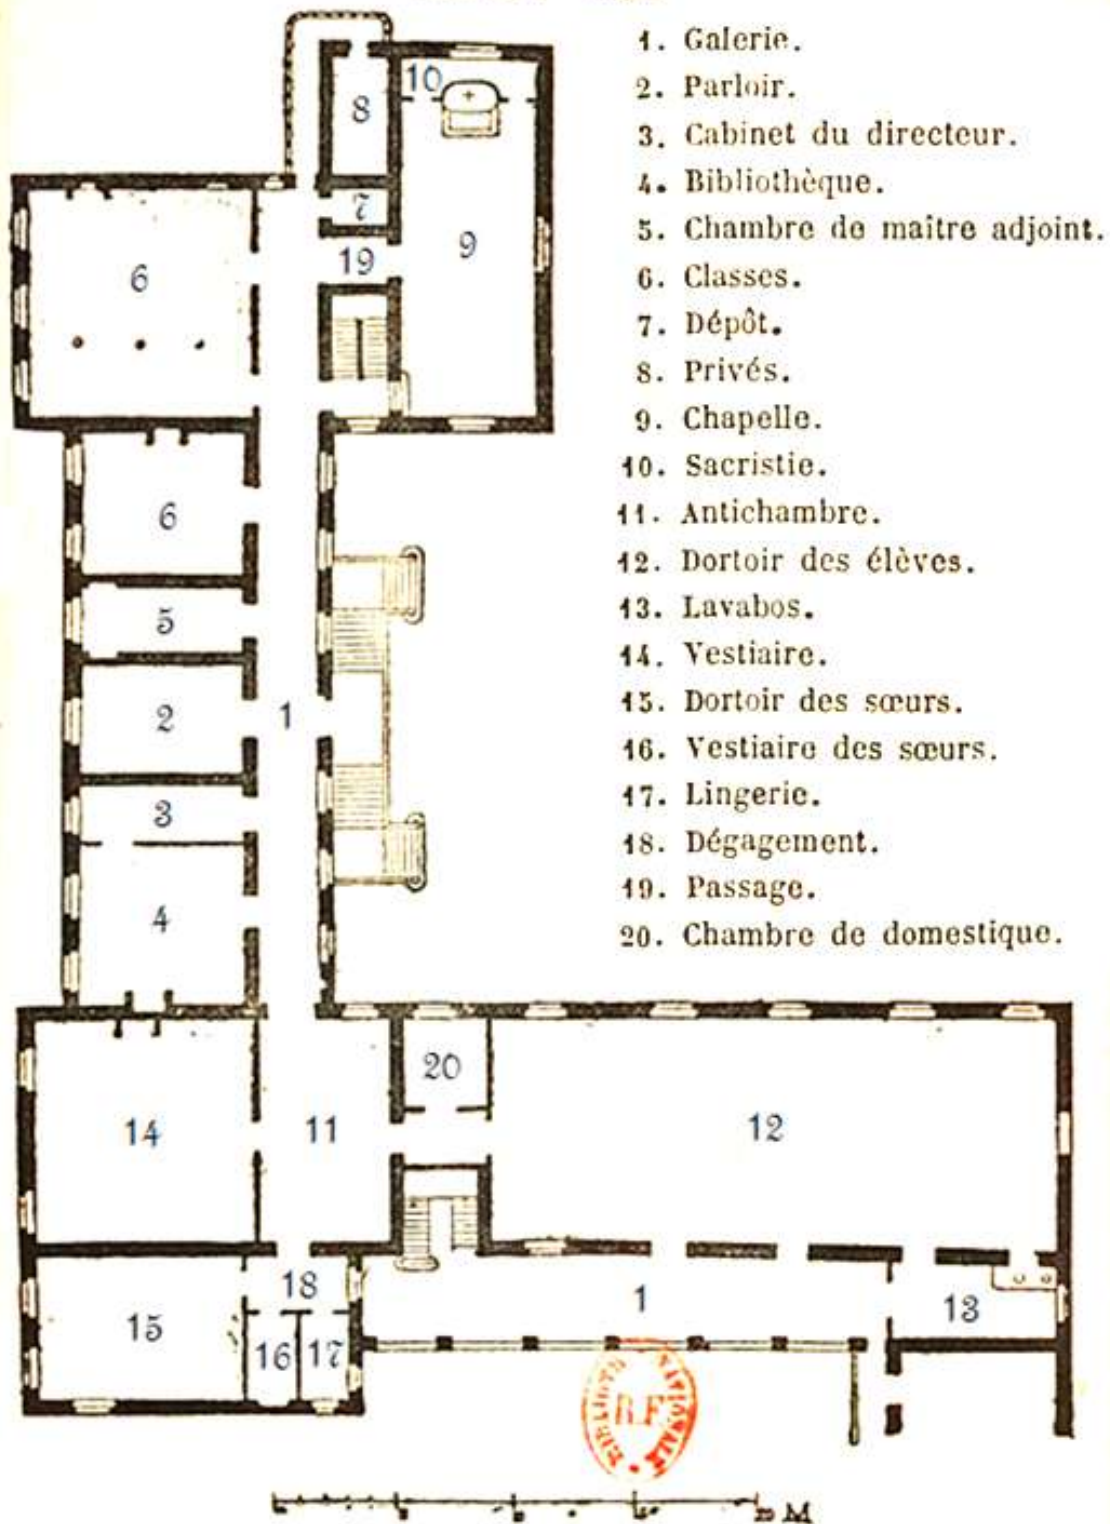 1. Galerie.
2. Parloir.
3. Cabinet du directeur.
4. Bibliothèque.
5. Chambre de maître adjoint.
6. Classes.
7. Dépôt.
8. Privés.
9. Chapelle.
10. Sacristie.
11. Antichambre.
12. Dortoir des élèves.
13. Lavabos.
14. Vestiaire.
15. Dortoir des sœurs.
16. Vestiaire des sœurs.
17. Lingerie.
18. Dégagement.
19. Passage.
20. Chambre de domestique.
10
8
7
6
19
9
6
5
2
1
3
4
20
14
11
12
18
1
13
15
16
17
BIBLIOTH NATIONALE
R.F
M